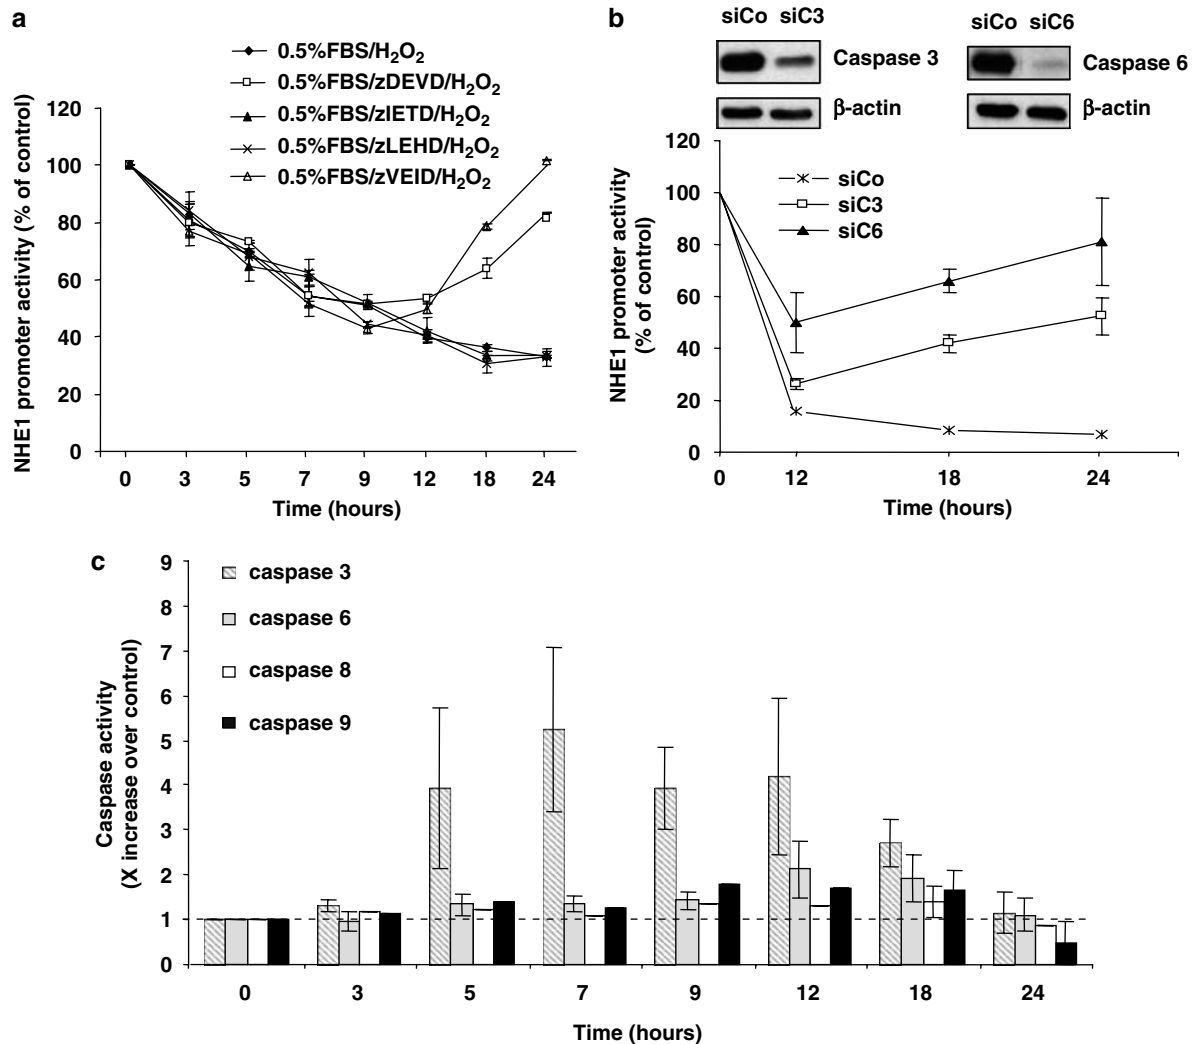 a
0.5%FBS/H₂O₂
0.5%FBS/zDEVD/H₂O₂
0.5%FBS/zIETD/H₂O₂
0.5%FBS/zLEHD/H₂O₂
0.5%FBS/zVEID/H₂O₂
NHE1 promoter activity (% of control)
120
100
80
60
40
20
0
0 3 5 7 9 12 18 24
Time (hours)
b
siCo siC3
Caspase 3
β-actin
siCo siC6
Caspase 6
β-actin
siCo
siC3
siC6
NHE1 promoter activity
(% of control)
120
100
80
60
40
20
0
0 12 18 24
Time (hours)
c
caspase 3
caspase 6
caspase 8
caspase 9
Caspase activity
(X increase over control)
9
8
7
6
5
4
3
2
1
0
0 3 5 7 9 12 18 24
Time (hours)